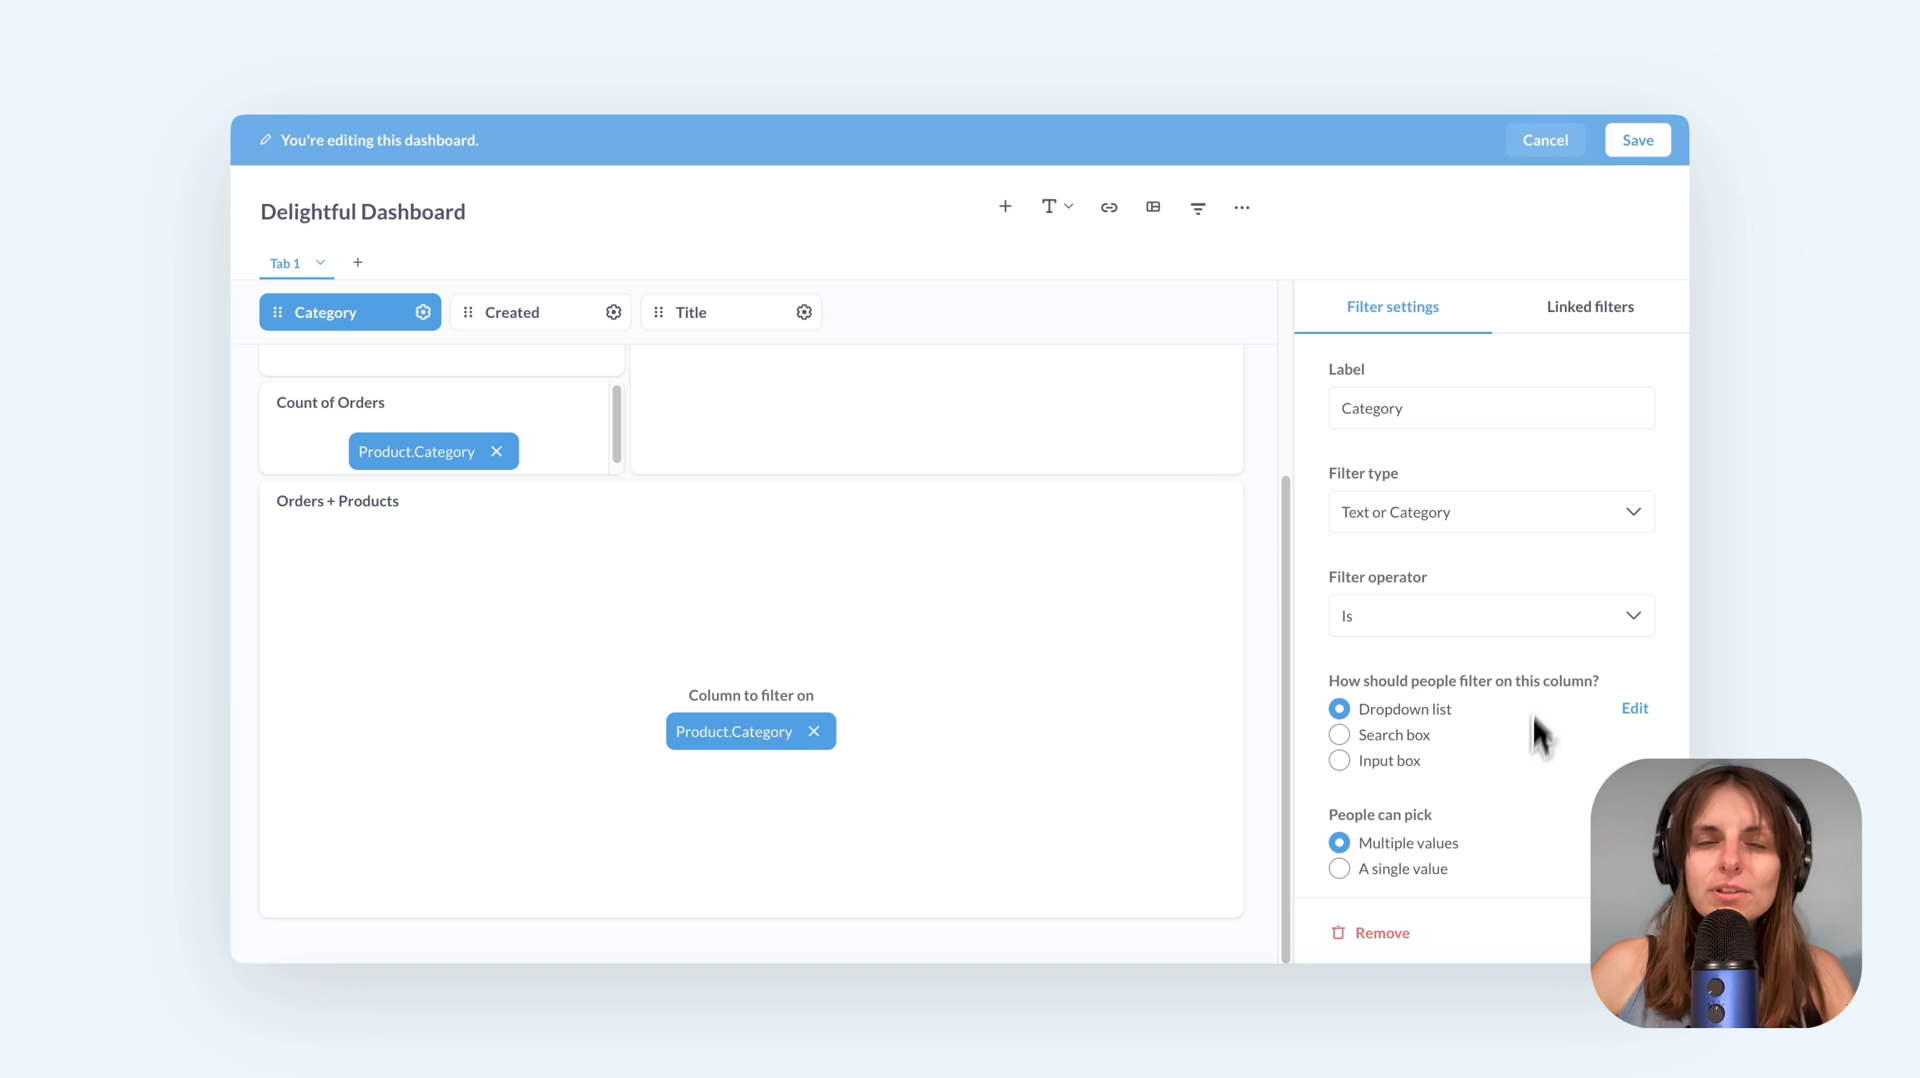 You're editing this dashboard.
Cancel
Save
Delightful Dashboard
T
Tab 1
Category
Created
Title
Filter settings
Linked filters
Label
Category
Count of Orders
Product.Category
Filter type
Text or Category
Orders + Products
Filter operator
Is
Column to filter on
Product.Category
How should people filter on this column?
Dropdown list
Edit
Search box
Input box
People can pick
Multiple values
A single value
Remove